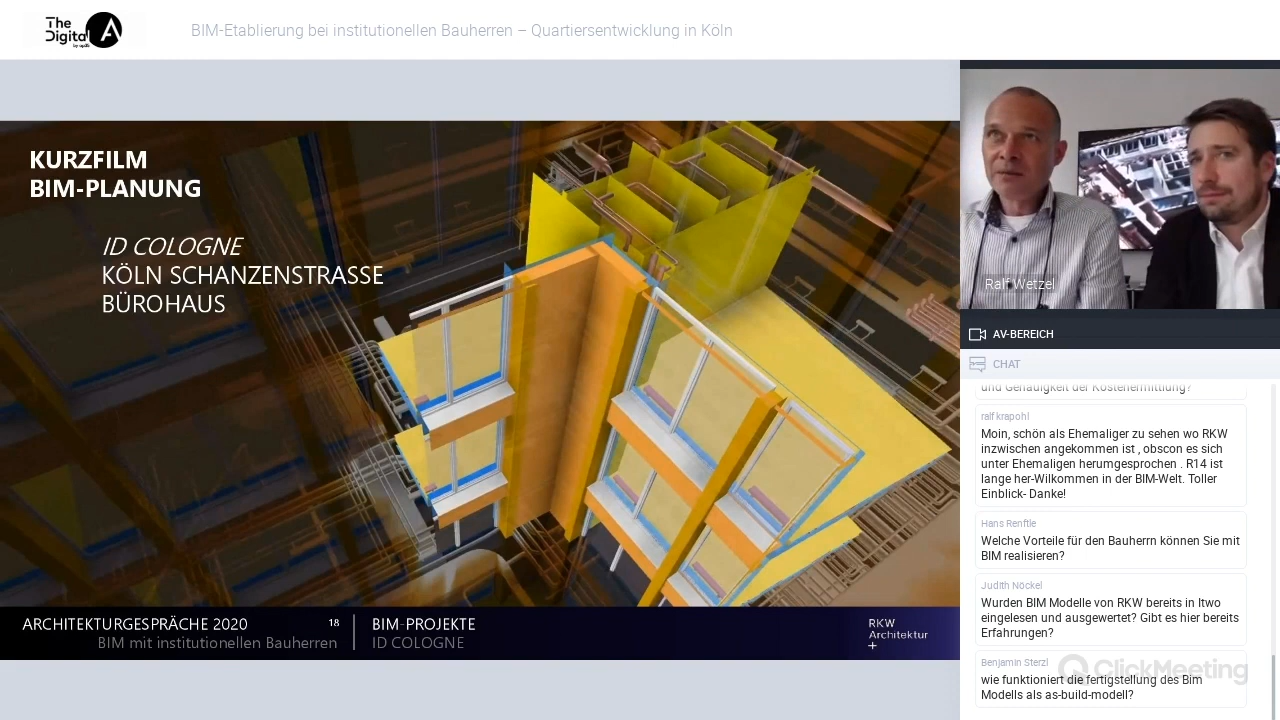 The
Digital
by ap35
BIM-Etablierung bei institutionellen Bauherren – Quartiersentwicklung in Köln
KURZFILM
BIM-PLANUNG
ID COLOGNE
KÖLN SCHANZENSTRASSE
BÜROHAUS
ARCHITEKTURGESPRÄCHE 2020
BIM mit institutionellen Bauherren
18
BIM-PROJEKTE
ID COLOGNE
RKW
Architektur
+
Ralf Wetzel
AV-BEREICH
CHAT
und Genauigkeit der Kostenermittlung?
ralf krapohl
Moin, schön als Ehemaliger zu sehen wo RKW
inzwischen angekommen ist , obscon es sich
unter Ehemaligen herumgesprochen . R14 ist
lange her-Wilkommen in der BIM-Welt. Toller
Einblick- Danke!
Hans Renftle
Welche Vorteile für den Bauherrn können Sie mit
BIM realisieren?
Judith Nöckel
Wurden BIM Modelle von RKW bereits in Itwo
eingelesen und ausgewertet? Gibt es hier bereits
Erfahrungen?
Benjamin Sterzl
wie funktioniert die fertigstellung des Bim
Modells als as-build-modell?
ClickMeeting